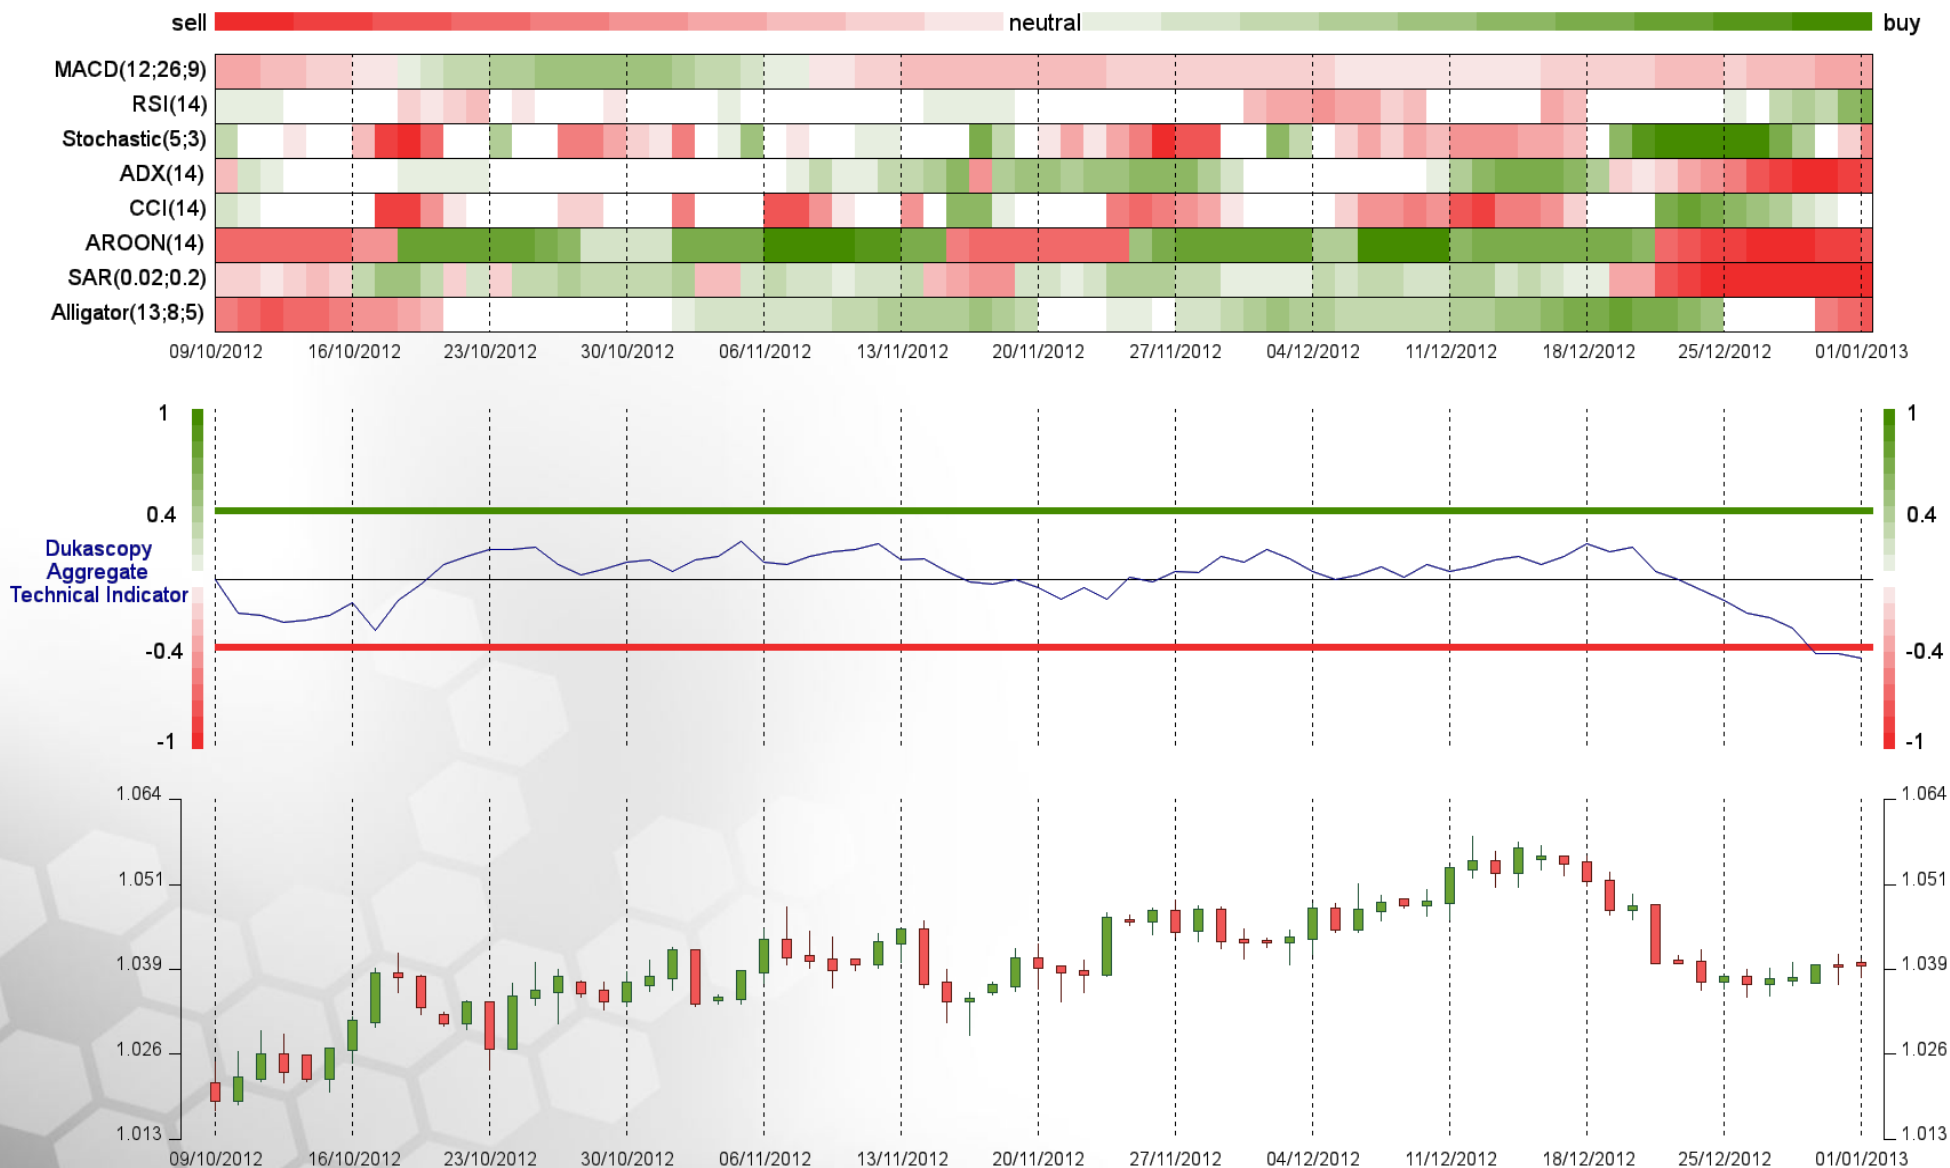 sell neutral buy
MACD(12;26;9)
RSI(14)
Stochastic(5;3)
ADX(14)
CCI(14)
AROON(14)
SAR(0.02;0.2)
Alligator(13;8;5)
09/10/2012 16/10/2012 23/10/2012 30/10/2012 06/11/2012 13/11/2012 20/11/2012 27/11/2012 04/12/2012 11/12/2012 18/12/2012 25/12/2012 01/01/2013
1 1
0.4 0.4
Dukascopy
Aggregate
Technical Indicator
-0.4 -0.4
-1 -1
1.064 1.064
1.051 1.051
1.039 1.039
1.026 1.026
1.013 1.013
09/10/2012 16/10/2012 23/10/2012 30/10/2012 06/11/2012 13/11/2012 20/11/2012 27/11/2012 04/12/2012 11/12/2012 18/12/2012 25/12/2012 01/01/2013